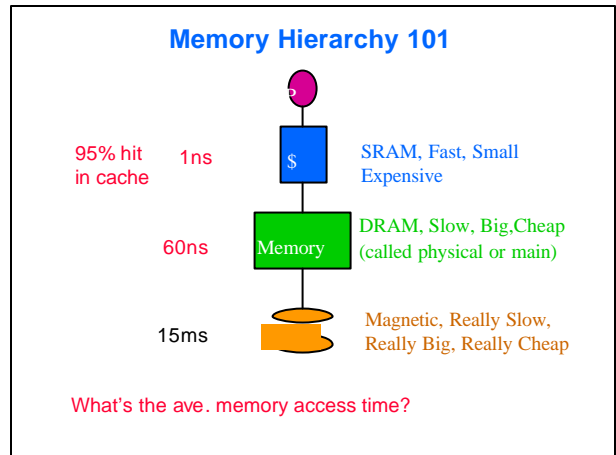 Memory Hierarchy 101
P
95% hit
in cache
1ns
$
SRAM, Fast, Small
Expensive
60ns
Memory
DRAM, Slow, Big,Cheap
(called physical or main)
15ms
Magnetic, Really Slow,
Really Big, Really Cheap
What's the ave. memory access time?